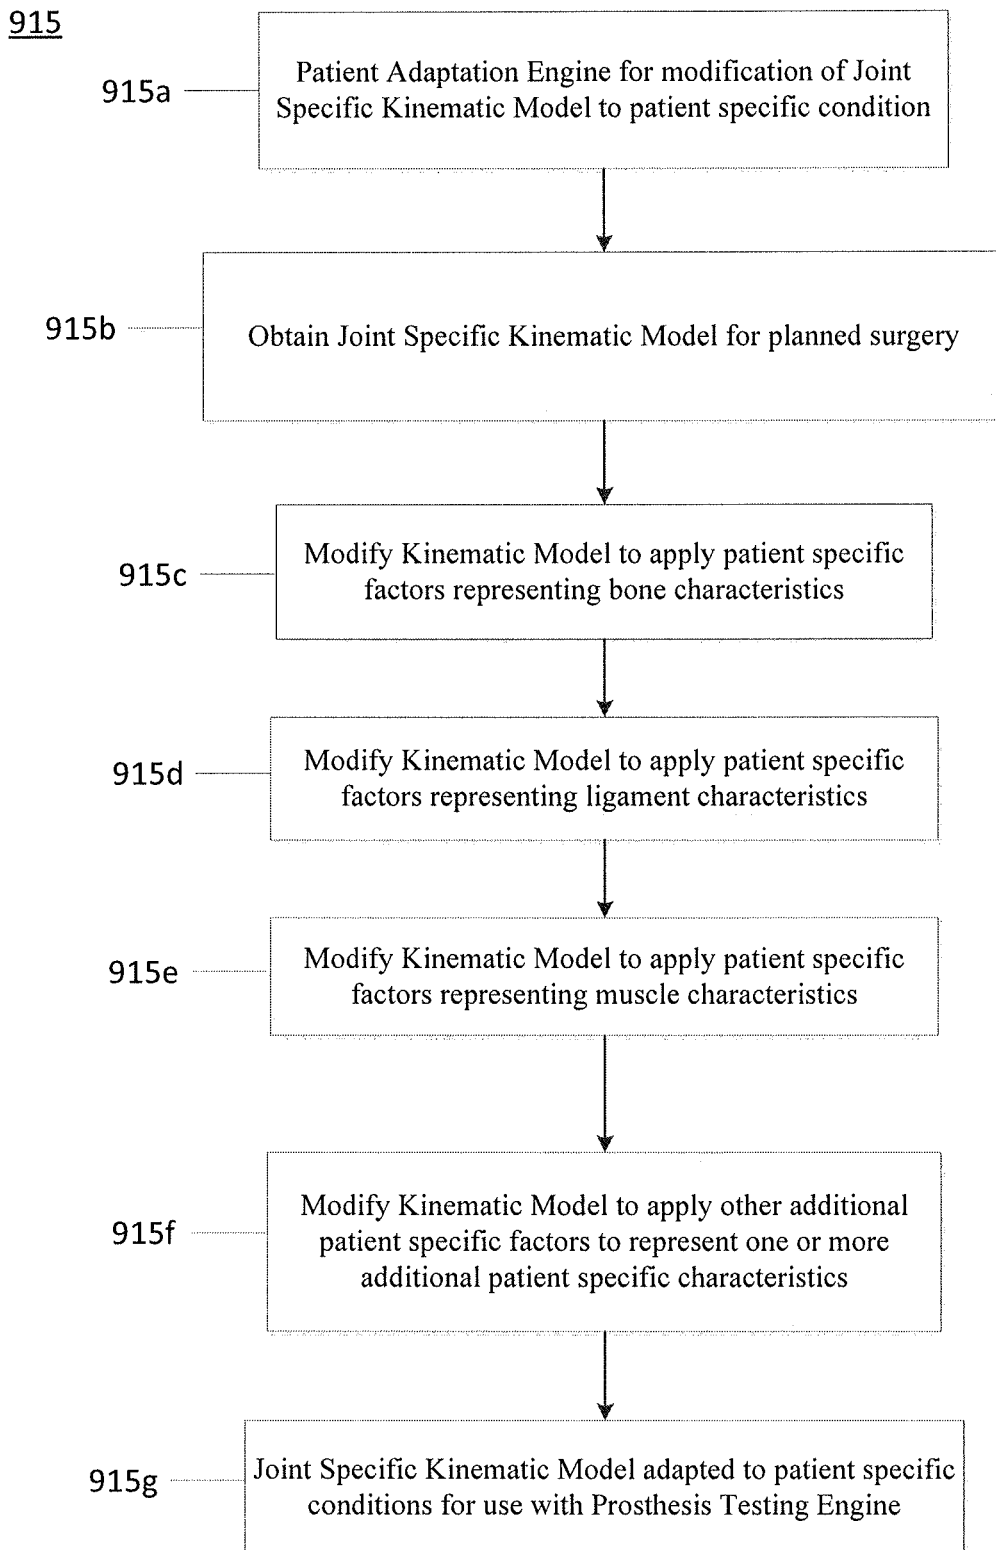 915
915a
Patient Adaptation Engine for modification of Joint
Specific Kinematic Model to patient specific condition
915b
Obtain Joint Specific Kinematic Model for planned surgery
915c
Modify Kinematic Model to apply patient specific
factors representing bone characteristics
915d
Modify Kinematic Model to apply patient specific
factors representing ligament characteristics
915e
Modify Kinematic Model to apply patient specific
factors representing muscle characteristics
915f
Modify Kinematic Model to apply other additional
patient specific factors to represent one or more
additional patient specific characteristics
915g
Joint Specific Kinematic Model adapted to patient specific
conditions for use with Prosthesis Testing Engine